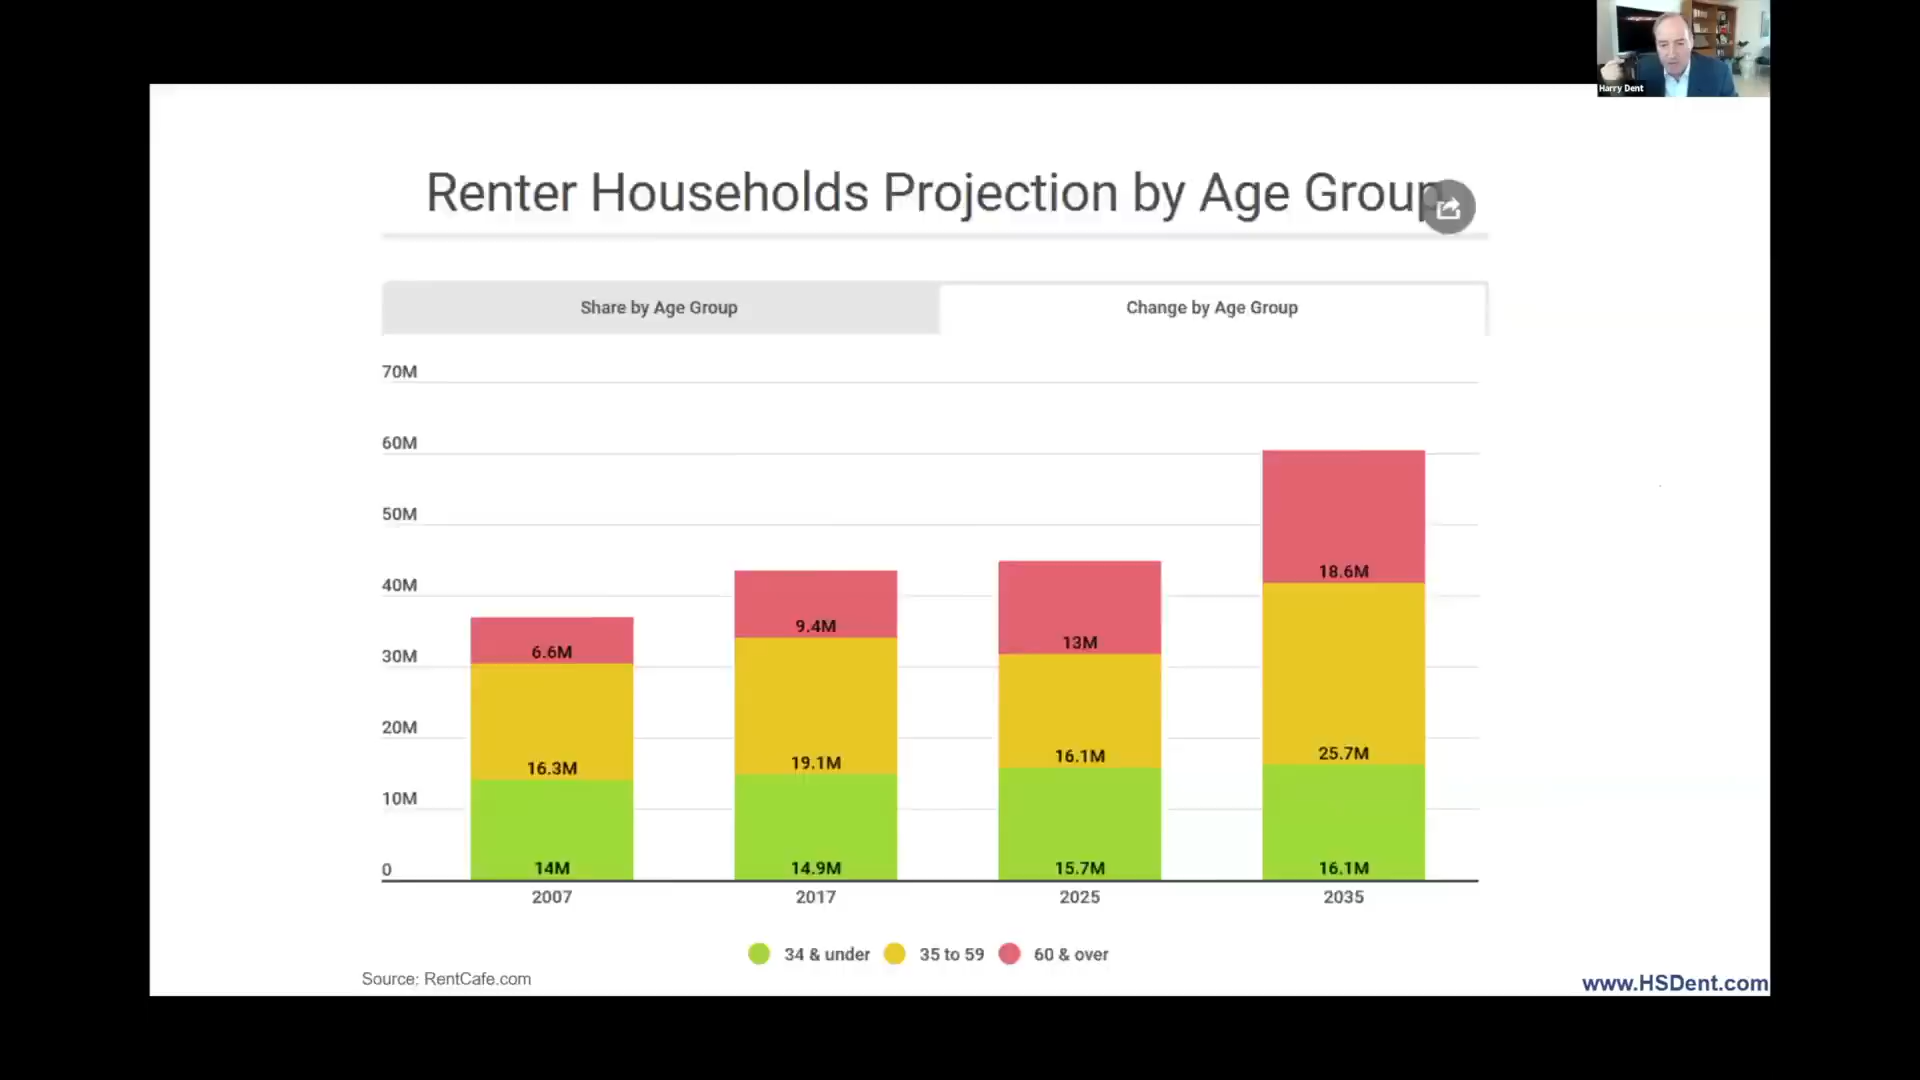 Harry Dent
Renter Households Projection by Age Group
Share by Age Group
Change by Age Group
70M
60M
50M
40M
30M
20M
10M
0
6.6M
16.3M
14M
9.4M
19.1M
14.9M
13M
16.1M
15.7M
18.6M
25.7M
16.1M
2007
2017
2025
2035
34 & under
35 to 59
60 & over
Source: RentCafe.com
www.HSDent.com